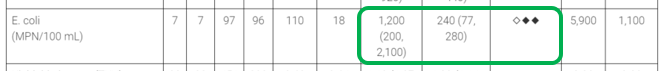 E. coli 7 7 97 96 110 18 1,200 240 (77, ◇◆◆ 5,900 1,100
(MPN/100 mL) (200, 280)
2,100)